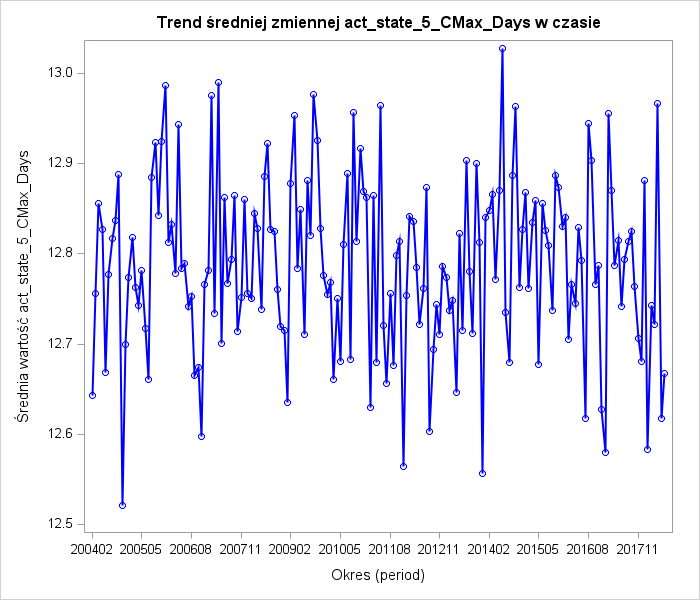 Trend średniej zmiennej act_state_5_CMax_Days w czasie
Średnia wartość act_state_5_CMax_Days
13.0
12.9
12.8
12.7
12.6
12.5
200402 200505 200608 200711 200902 201005 201108 201211 201402 201505 201608 201711
Okres (period)